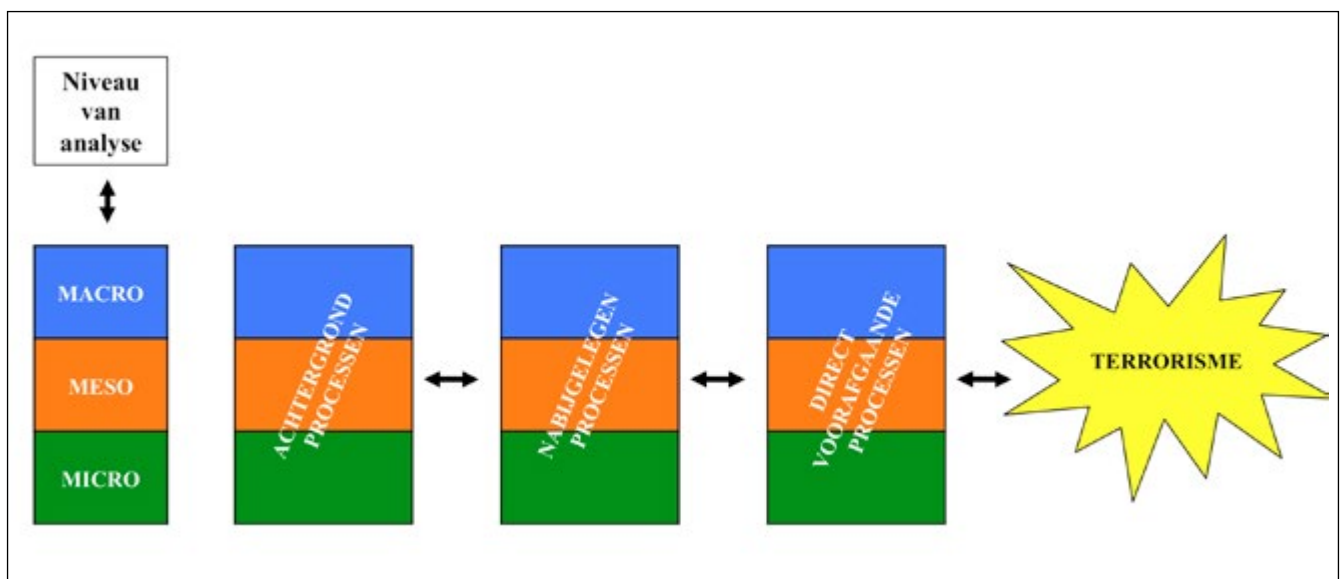 Niveau
van
analyse
MACRO
MESO
MICRO
ACHTERGROND
PROCESSEN
NABIJGELEGEN
PROCESSEN
DIRECT
VOORAFGAANDE
PROCESSEN
TERRORISME